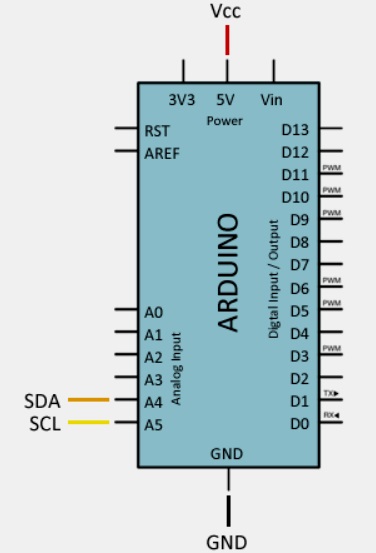 Vcc
3V3 5V Vin
Power
RST
AREF
A0
A1
A2
A3
SDA A4
SCL A5
Analog Input
ARDUINO
Digtal Input / Output
D13
D12
PWM D11
PWM D10
PWM D9
D8
D7
PWM D6
PWM D5
D4
PWM D3
D2
D1 TX▶
D0 RX◀
GND
GND